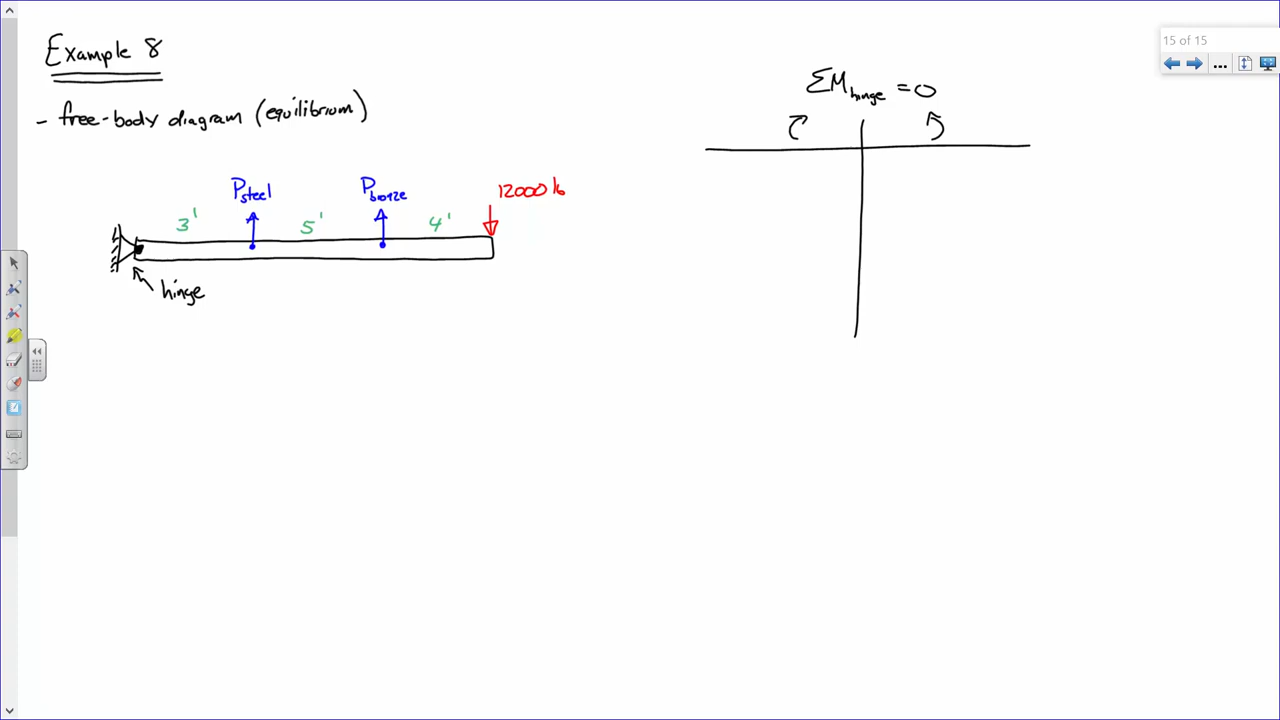 Example 8
- free-body diagram (equilibrium)
Psteel
Pbronze
12000 lb
3'
5'
4'
hinge
ΣMhinge = 0
15 of 15
...